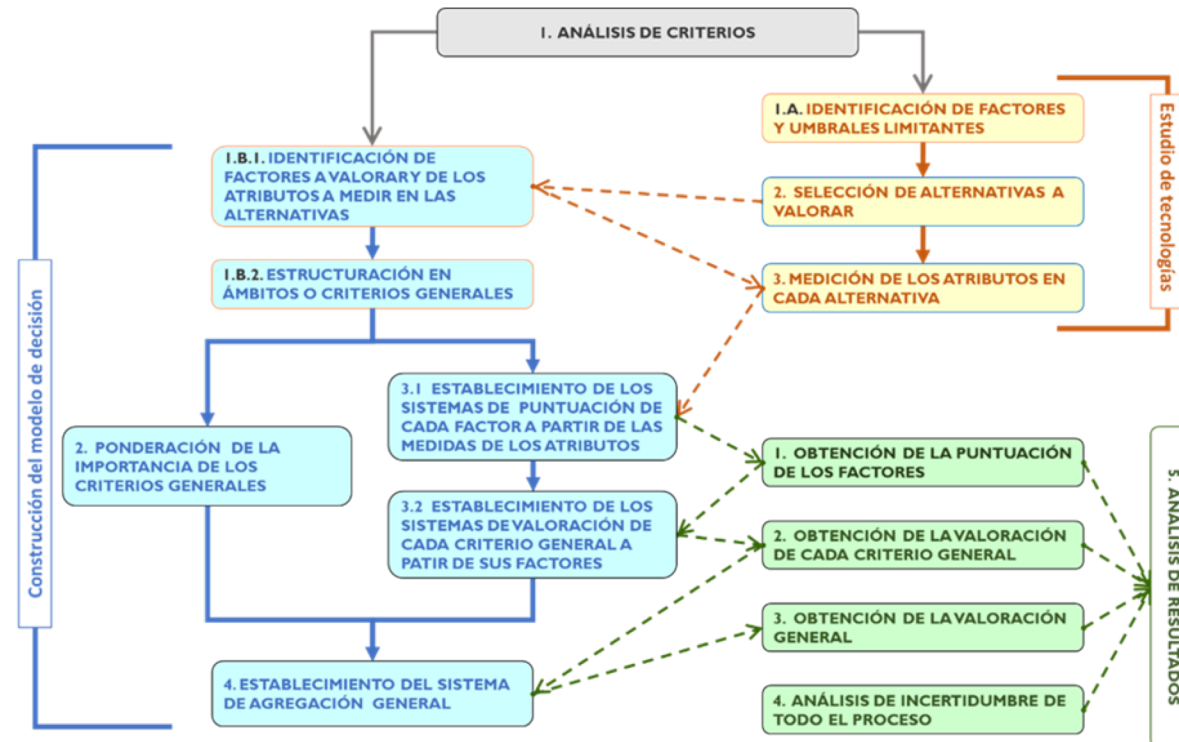 1. ANÁLISIS DE CRITERIOS
1.A. IDENTIFICACIÓN DE FACTORES
Y UMBRALES LIMITANTES
Estudio de tecnologías
1.B.1. IDENTIFICACIÓN DE
FACTORES A VALORAR Y DE LOS
ATRIBUTOS A MEDIR EN LAS
ALTERNATIVAS
2. SELECCIÓN DE ALTERNATIVAS A
VALORAR
1.B.2. ESTRUCTURACIÓN EN
ÁMBITOS O CRITERIOS GENERALES
3. MEDICIÓN DE LOS ATRIBUTOS EN
CADA ALTERNATIVA
Construcción del modelo de decisión
3.1 ESTABLECIMIENTO DE LOS
SISTEMAS DE PUNTUACIÓN DE
CADA FACTOR A PARTIR DE LAS
MEDIDAS DE LOS ATRIBUTOS
2. PONDERACIÓN DE LA
IMPORTANCIA DE LOS
CRITERIOS GENERALES
1. OBTENCIÓN DE LA PUNTUACIÓN
DE LOS FACTORES
3.2 ESTABLECIMIENTO DE LOS
SISTEMAS DE VALORACIÓN DE
CADA CRITERIO GENERAL A
PATIR DE SUS FACTORES
2. OBTENCIÓN DE LA VALORACIÓN
DE CADA CRITERIO GENERAL
3. OBTENCIÓN DE LA VALORACIÓN
GENERAL
4. ESTABLECIMIENTO DEL SISTEMA
DE AGREGACIÓN GENERAL
4. ANÁLISIS DE INCERTIDUMBRE DE
TODO EL PROCESO
5. ANÁLISIS DE RESULTADOS